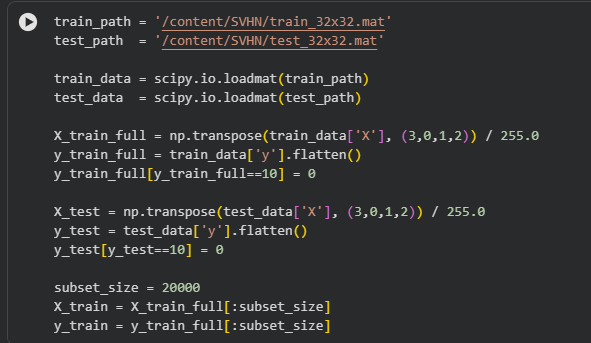 train_path = '/content/SVHN/train_32x32.mat'
test_path  = '/content/SVHN/test_32x32.mat'
train_data = scipy.io.loadmat(train_path)
test_data  = scipy.io.loadmat(test_path)
X_train_full = np.transpose(train_data['X'], (3,0,1,2)) / 255.0
y_train_full = train_data['y'].flatten()
y_train_full[y_train_full==10] = 0
X_test = np.transpose(test_data['X'], (3,0,1,2)) / 255.0
y_test = test_data['y'].flatten()
y_test[y_test==10] = 0
subset_size = 20000
X_train = X_train_full[:subset_size]
y_train = y_train_full[:subset_size]